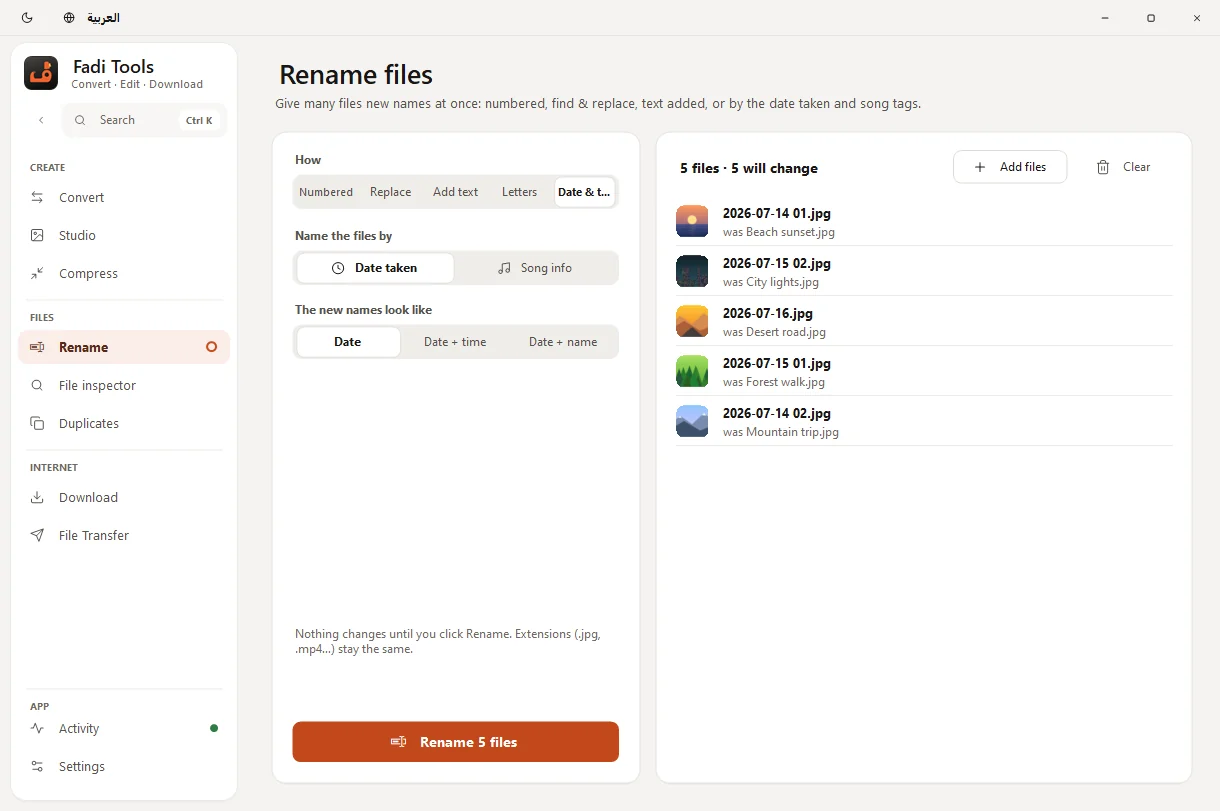 العربية
Fadi Tools
Convert · Edit · Download
Search
Ctrl K
CREATE
Convert
Studio
Compress
FILES
Rename
File inspector
Duplicates
INTERNET
Download
File Transfer
APP
Activity
Settings
Rename files
Give many files new names at once: numbered, find & replace, text added, or by the date taken and song tags.
How
Numbered Replace Add text Letters Date & t...
Name the files by
Date taken Song info
The new names look like
Date Date + time Date + name
Nothing changes until you click Rename. Extensions (.jpg,
.mp4...) stay the same.
Rename 5 files
5 files · 5 will change
Add files
Clear
2026-07-14 01.jpg
was Beach sunset.jpg
2026-07-15 02.jpg
was City lights.jpg
2026-07-16.jpg
was Desert road.jpg
2026-07-15 01.jpg
was Forest walk.jpg
2026-07-14 02.jpg
was Mountain trip.jpg